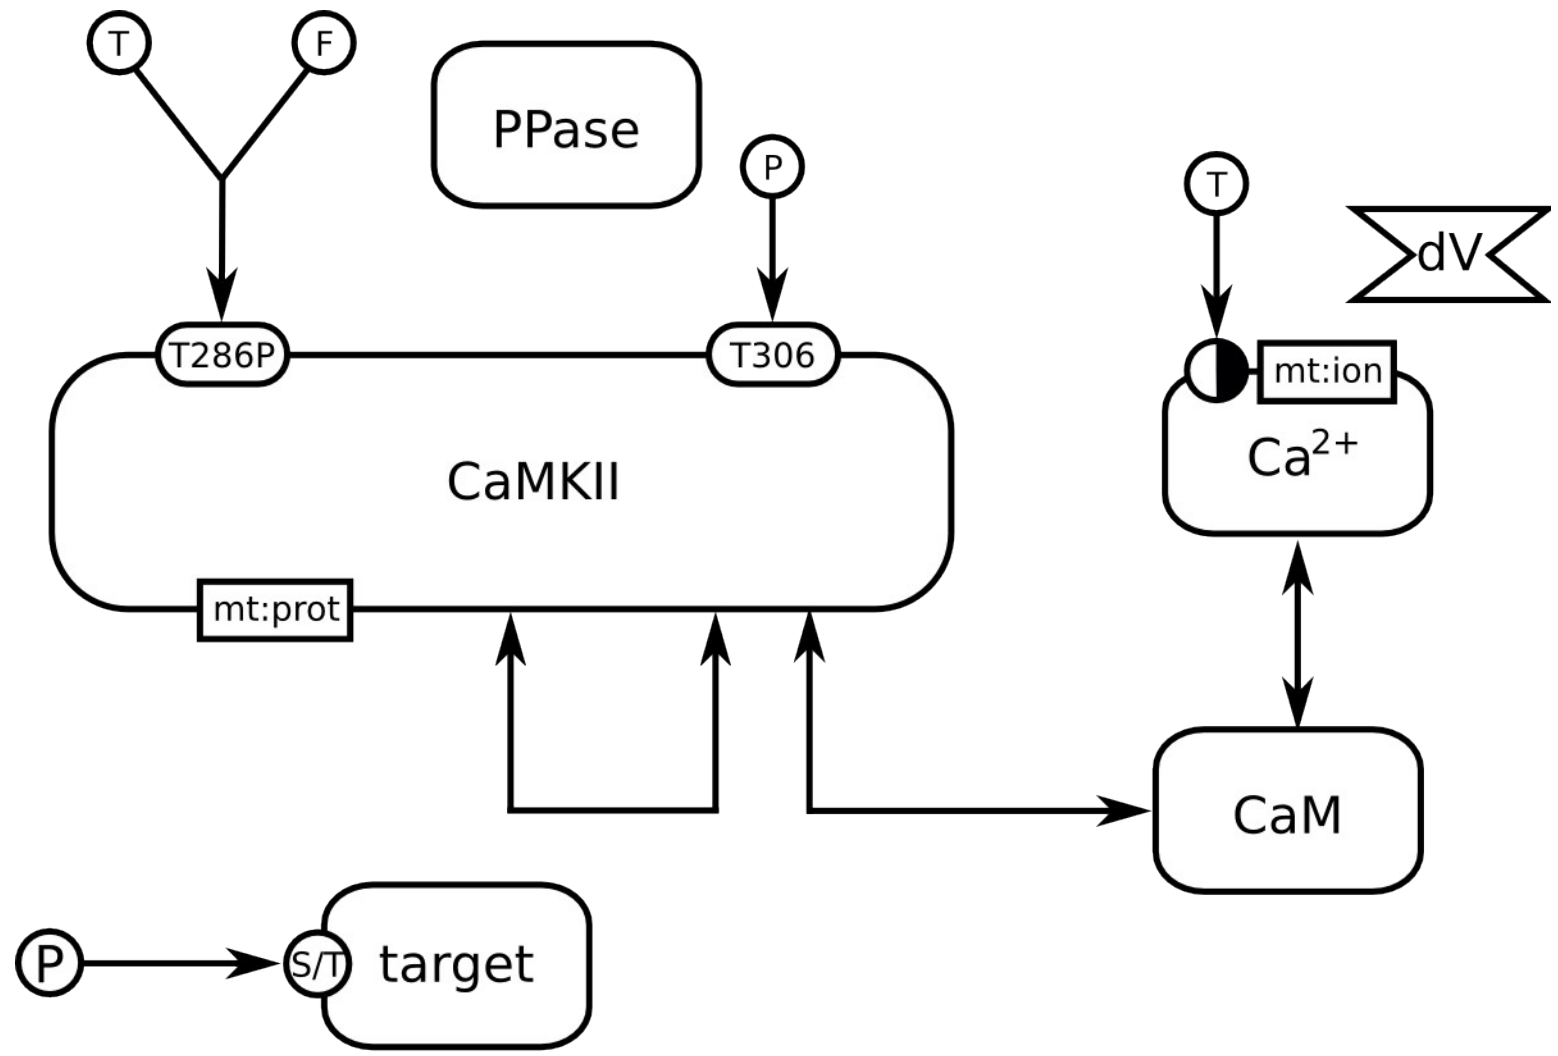 T
F
PPase
P
T
dV
T286P
T306
mt:ion
Ca²⁺
CaMKII
mt:prot
CaM
P
S/T
target